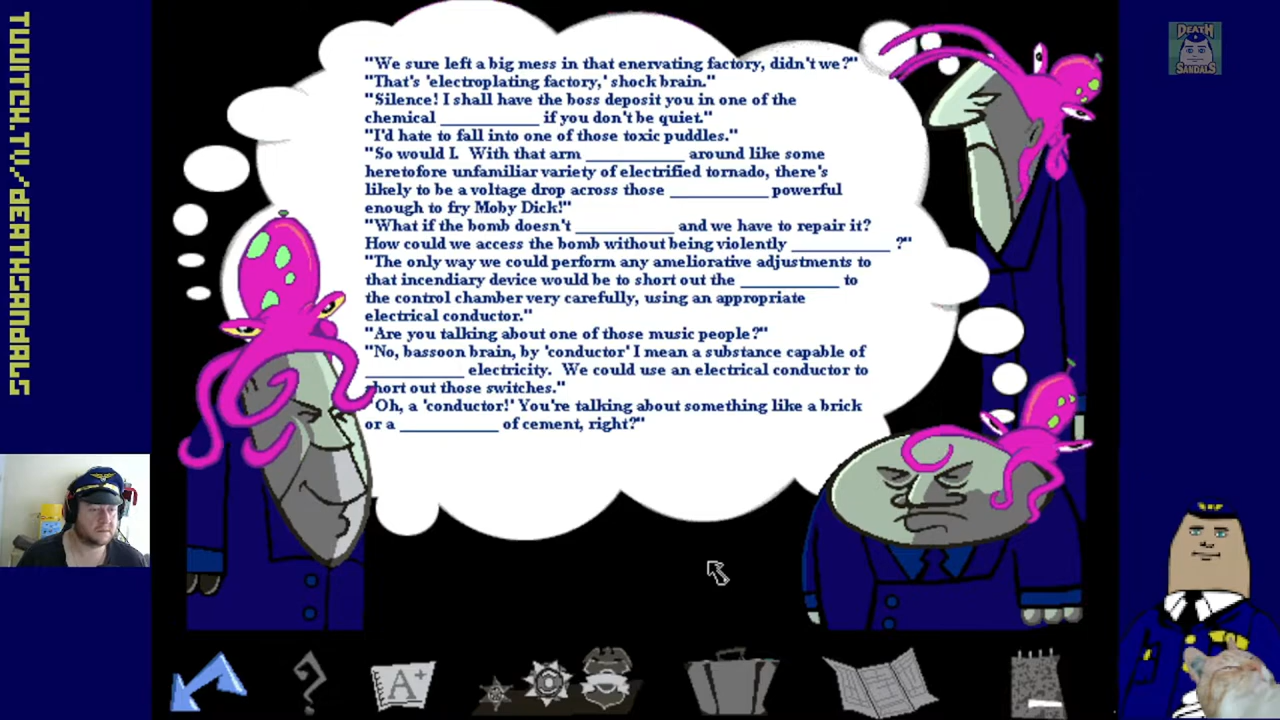 TWITCH.TV/DEATHSANDALS
DEATH
SANDALS
"We sure left a big mess in that enervating factory, didn't we?"
"That's 'electroplating factory,' shock brain."
"Silence! I shall have the boss deposit you in one of the
chemical __________ if you don't be quiet."
"I'd hate to fall into one of those toxic puddles."
"So would I.  With that arm __________ around like some
heretofore unfamiliar variety of electrified tornado, there's
likely to be a voltage drop across those __________ powerful
enough to fry Moby Dick!"
"What if the bomb doesn't __________ and we have to repair it?
How could we access the bomb without being violently __________ ?"
"The only way we could perform any ameliorative adjustments to
that incendiary device would be to short out the __________ to
the control chamber very carefully, using an appropriate
electrical conductor."
"Are you talking about one of those music people?"
"No, bassoon brain, by 'conductor' I mean a substance capable of
__________ electricity.  We could use an electrical conductor to
short out those switches."
"Oh, a 'conductor!' You're talking about something like a brick
or a __________ of cement, right?"
A+